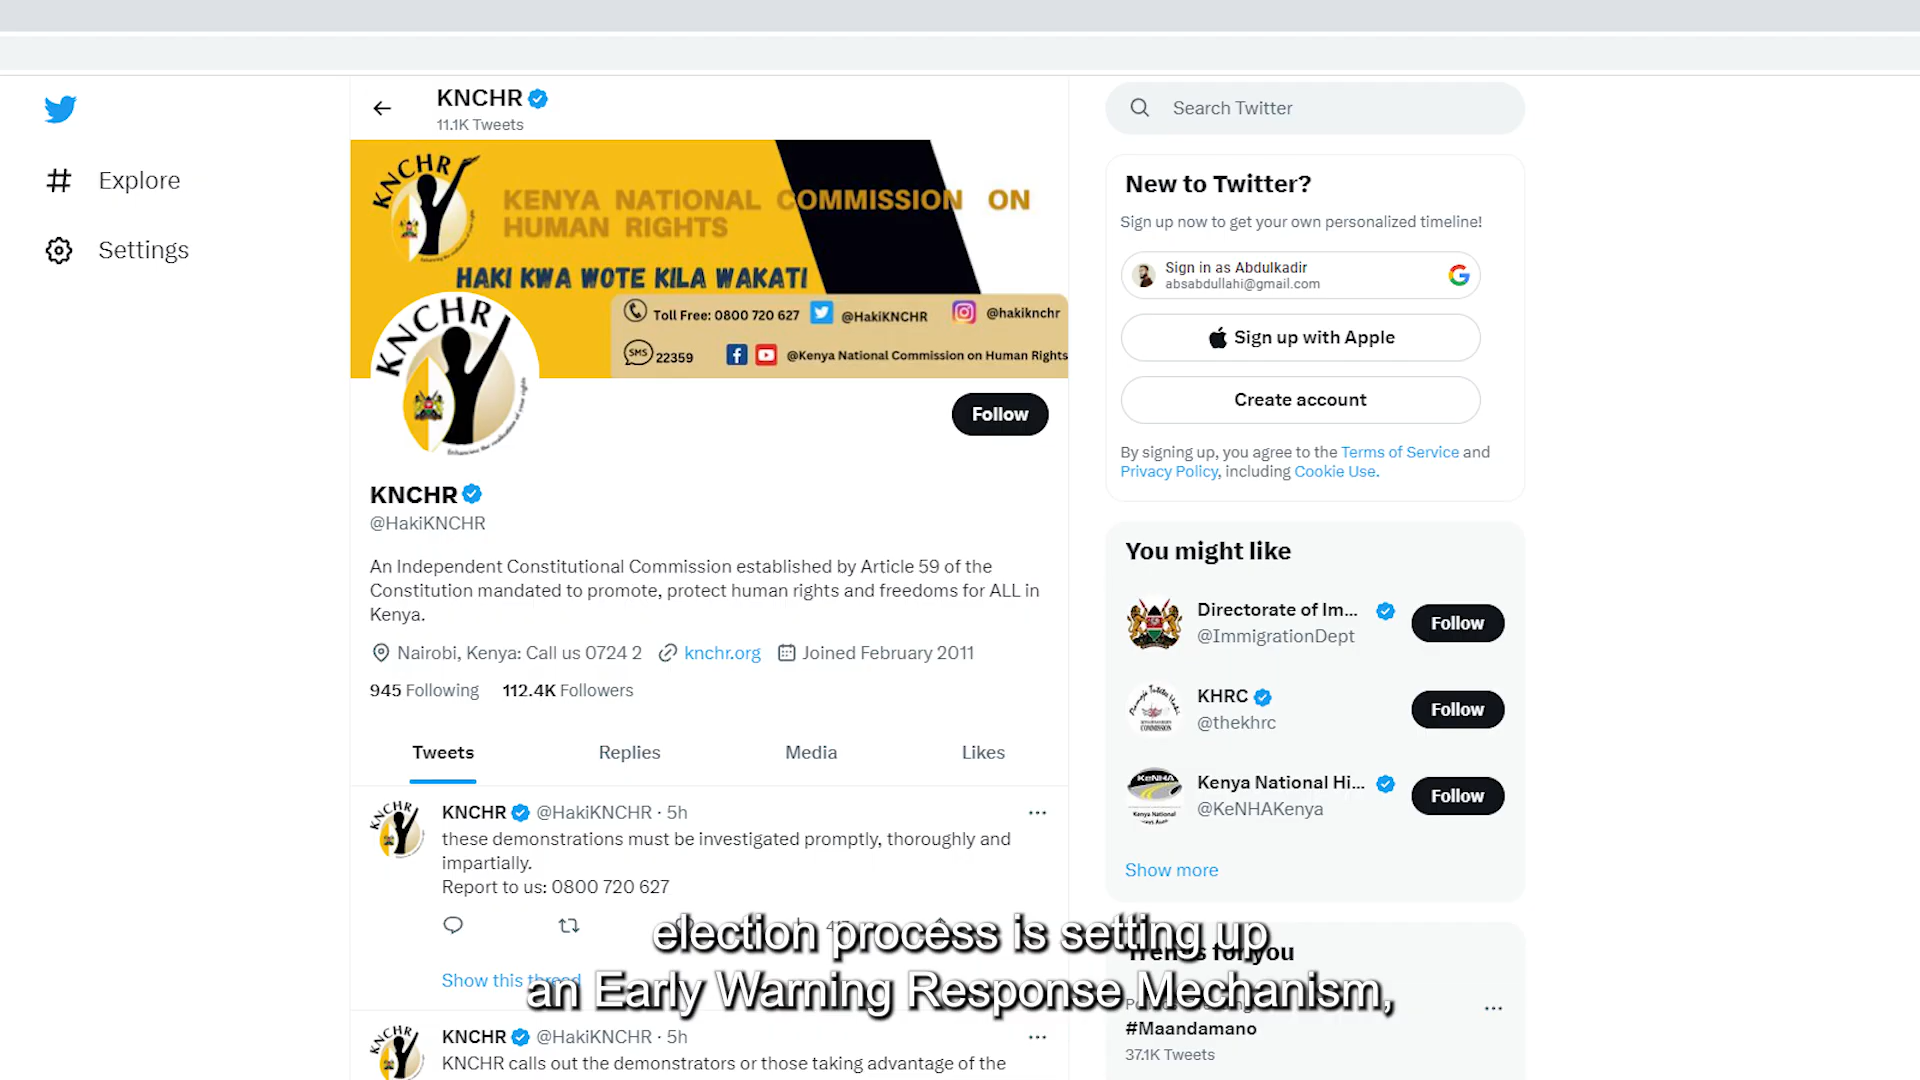 KNCHR
11.1K Tweets
Explore
Settings
KNCHR
KENYA NATIONAL COMMISSION ON
HUMAN RIGHTS
HAKI KWA WOTE KILA WAKATI
Toll Free: 0800 720 627 @HakiKNCHR @hakiknchr
SMS 22359 @Kenya National Commission on Human Rights
KNCHR
Follow
KNCHR
@HakiKNCHR
An Independent Constitutional Commission established by Article 59 of the
Constitution mandated to promote, protect human rights and freedoms for ALL in
Kenya.
Nairobi, Kenya: Call us 0724 2 knchr.org Joined February 2011
945 Following 112.4K Followers
Tweets Replies Media Likes
KNCHR @HakiKNCHR · 5h
these demonstrations must be investigated promptly, thoroughly and
impartially.
Report to us: 0800 720 627
Show this thread
KNCHR @HakiKNCHR · 5h
KNCHR calls out the demonstrators or those taking advantage of the
Search Twitter
New to Twitter?
Sign up now to get your own personalized timeline!
Sign in as Abdulkadir
absabdullahi@gmail.com
Sign up with Apple
Create account
By signing up, you agree to the Terms of Service and
Privacy Policy, including Cookie Use.
You might like
Directorate of Im...
@ImmigrationDept
Follow
KHRC
@thekhrc
Follow
Kenya National Hi...
@KeNHAKenya
Follow
Show more
Trends for you
#Maandamano
37.1K Tweets
election process is setting up
an Early Warning Response Mechanism,